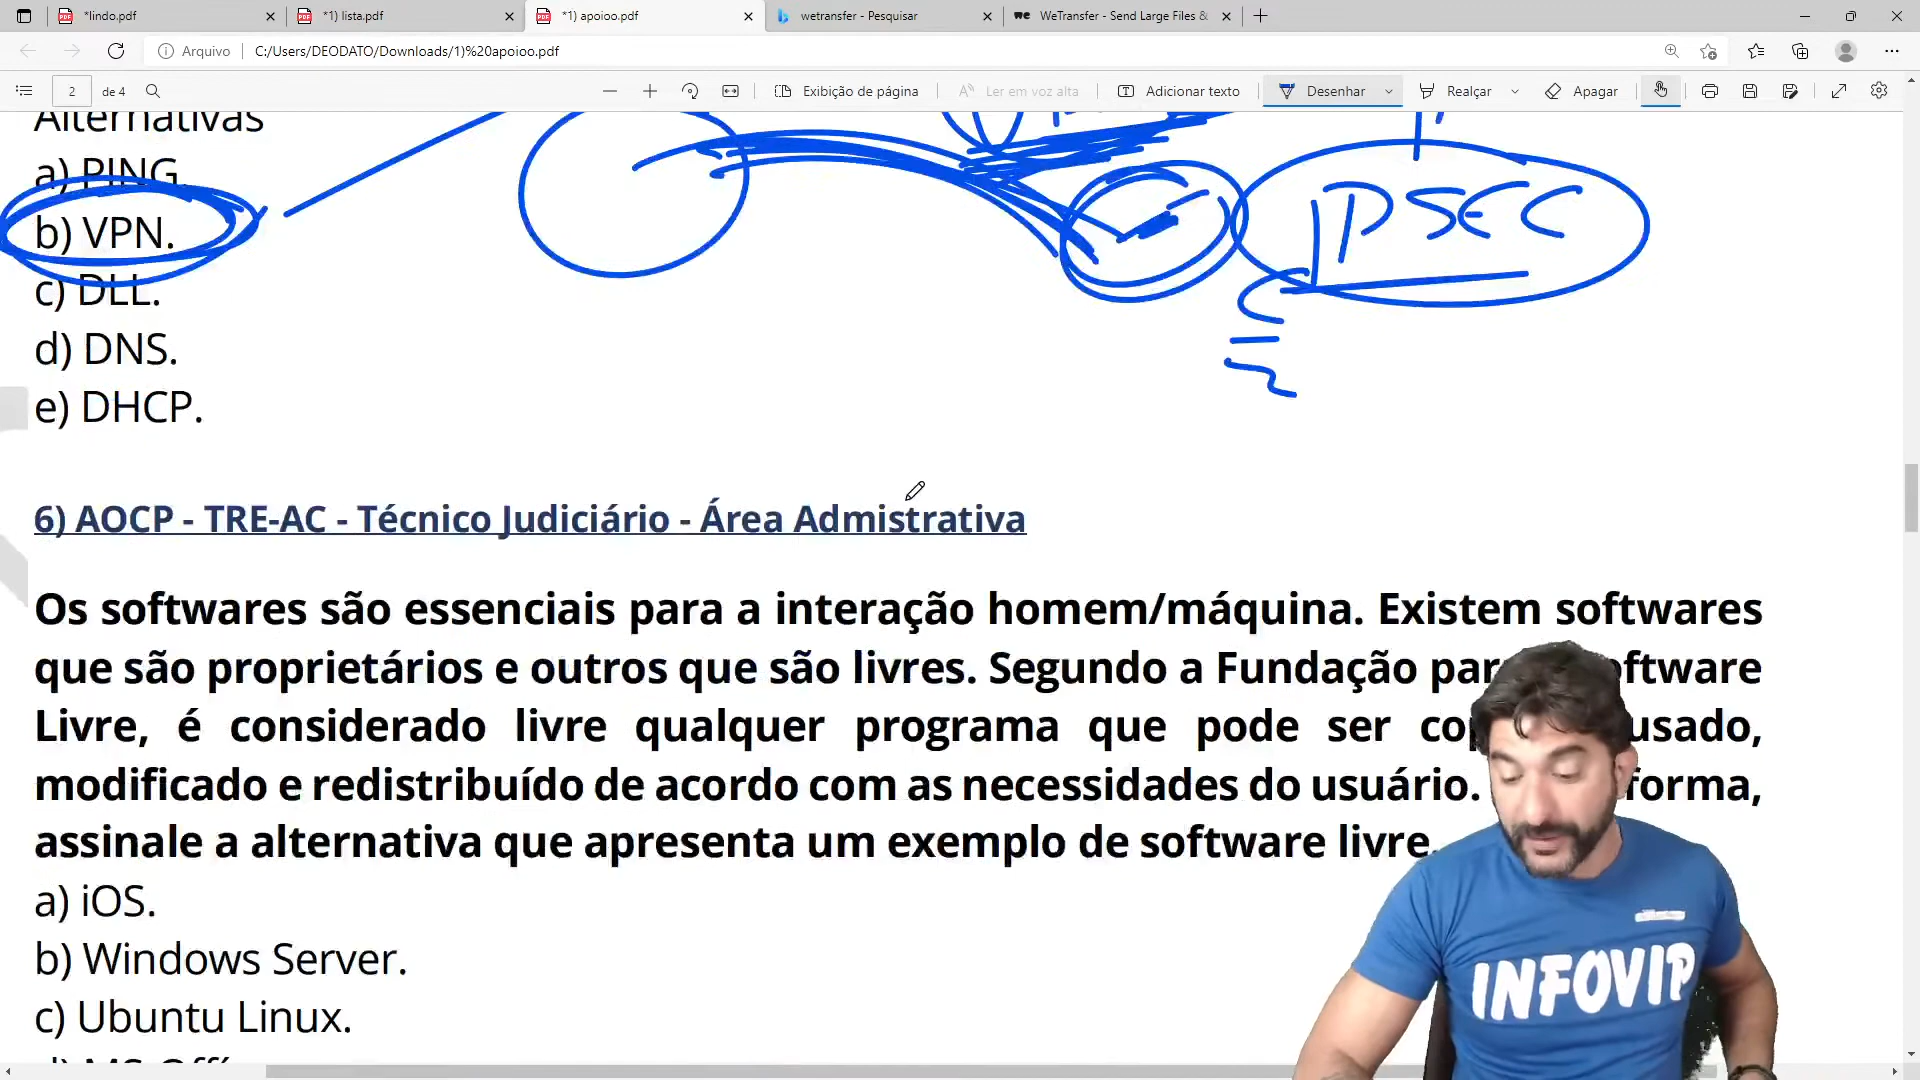 *lindo.pdf
*1) lista.pdf
*1) apoioo.pdf
wetransfer - Pesquisar
WeTransfer - Send Large Files &
Arquivo
C:/Users/DEODATO/Downloads/1)%20apoioo.pdf
2 de 4
Exibição de página
Ler em voz alta
Adicionar texto
Desenhar
Realçar
Apagar
Alternativas
a) PING.
b) VPN.
c) DLL.
d) DNS.
e) DHCP.
IPSEC
6) AOCP - TRE-AC - Técnico Judiciário - Área Admistrativa
Os softwares são essenciais para a interação homem/máquina. Existem softwares
que são proprietários e outros que são livres. Segundo a Fundação
Livre, é considerado livre qualquer programa que pode ser usado,
modificado e redistribuído de acordo com as necessidades do usuário. forma,
assinale a alternativa que apresenta um exemplo de software livre.
a) iOS.
b) Windows Server.
c) Ubuntu Linux.
INFOVIP